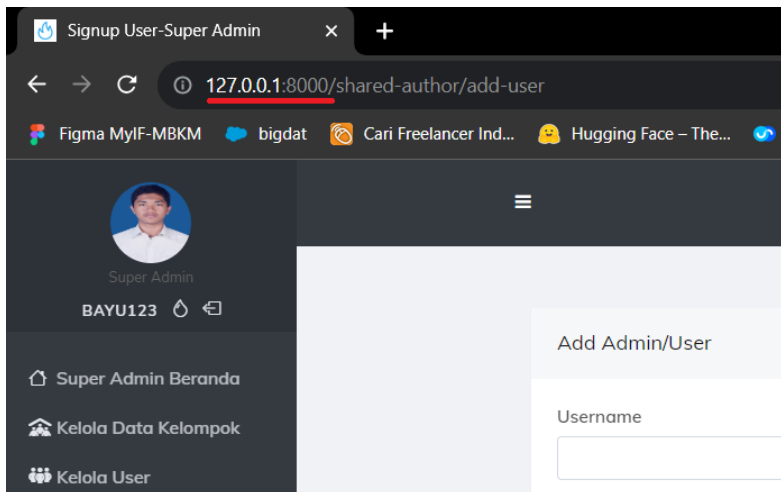 Signup User-Super Admin
127.0.0.1:8000/shared-author/add-user
Figma MyIF-MBKM bigdat Cari Freelancer Ind... Hugging Face – The...
Super Admin
BAYU123
Add Admin/User
Super Admin Beranda
Username
Kelola Data Kelompok
Kelola User